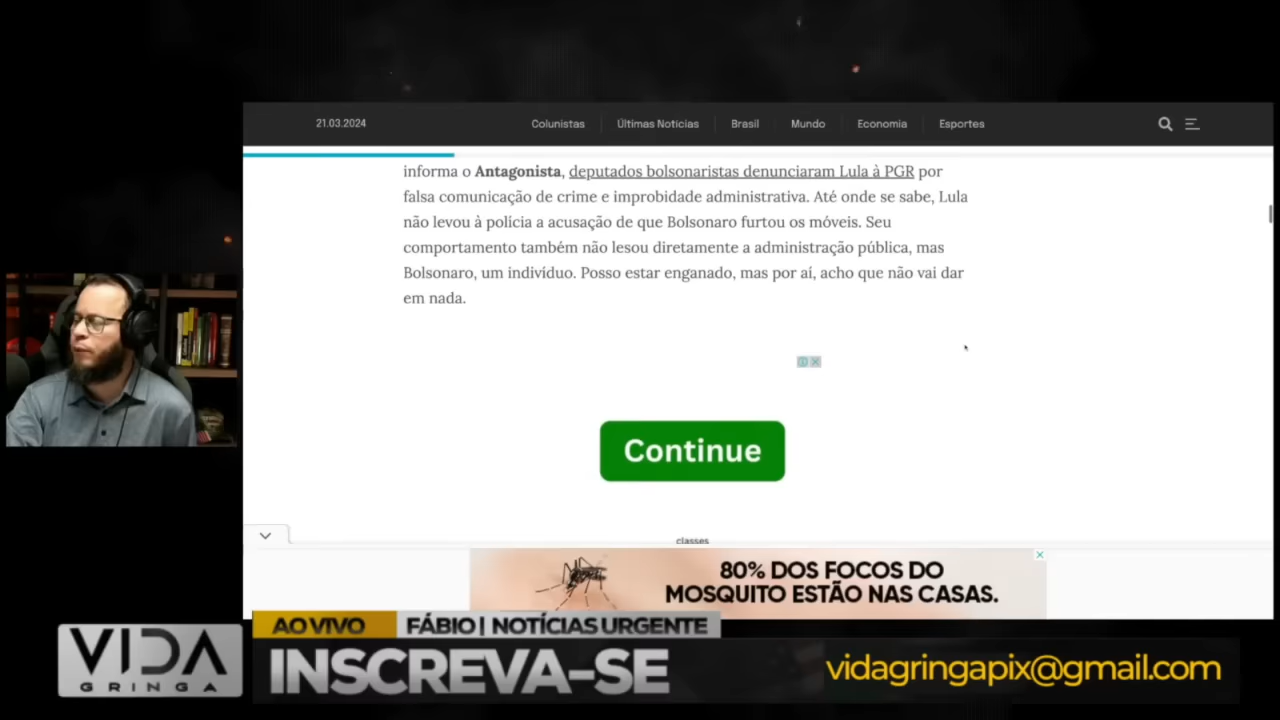 21.03.2024
Colunistas
Últimas Notícias
Brasil
Mundo
Economia
Esportes
informa o Antagonista, deputados bolsonaristas denunciaram Lula à PGR por
falsa comunicação de crime e improbidade administrativa. Até onde se sabe, Lula
não levou à polícia a acusação de que Bolsonaro furtou os móveis. Seu
comportamento também não lesou diretamente a administração pública, mas
Bolsonaro, um indivíduo. Posso estar enganado, mas por aí, acho que não vai dar
em nada.
Continue
classes
80% DOS FOCOS DO
MOSQUITO ESTÃO NAS CASAS.
AO VIVO
FÁBIO | NOTÍCIAS URGENTE
VIDA
GRINGA
INSCREVA-SE
vidagringapix@gmail.com